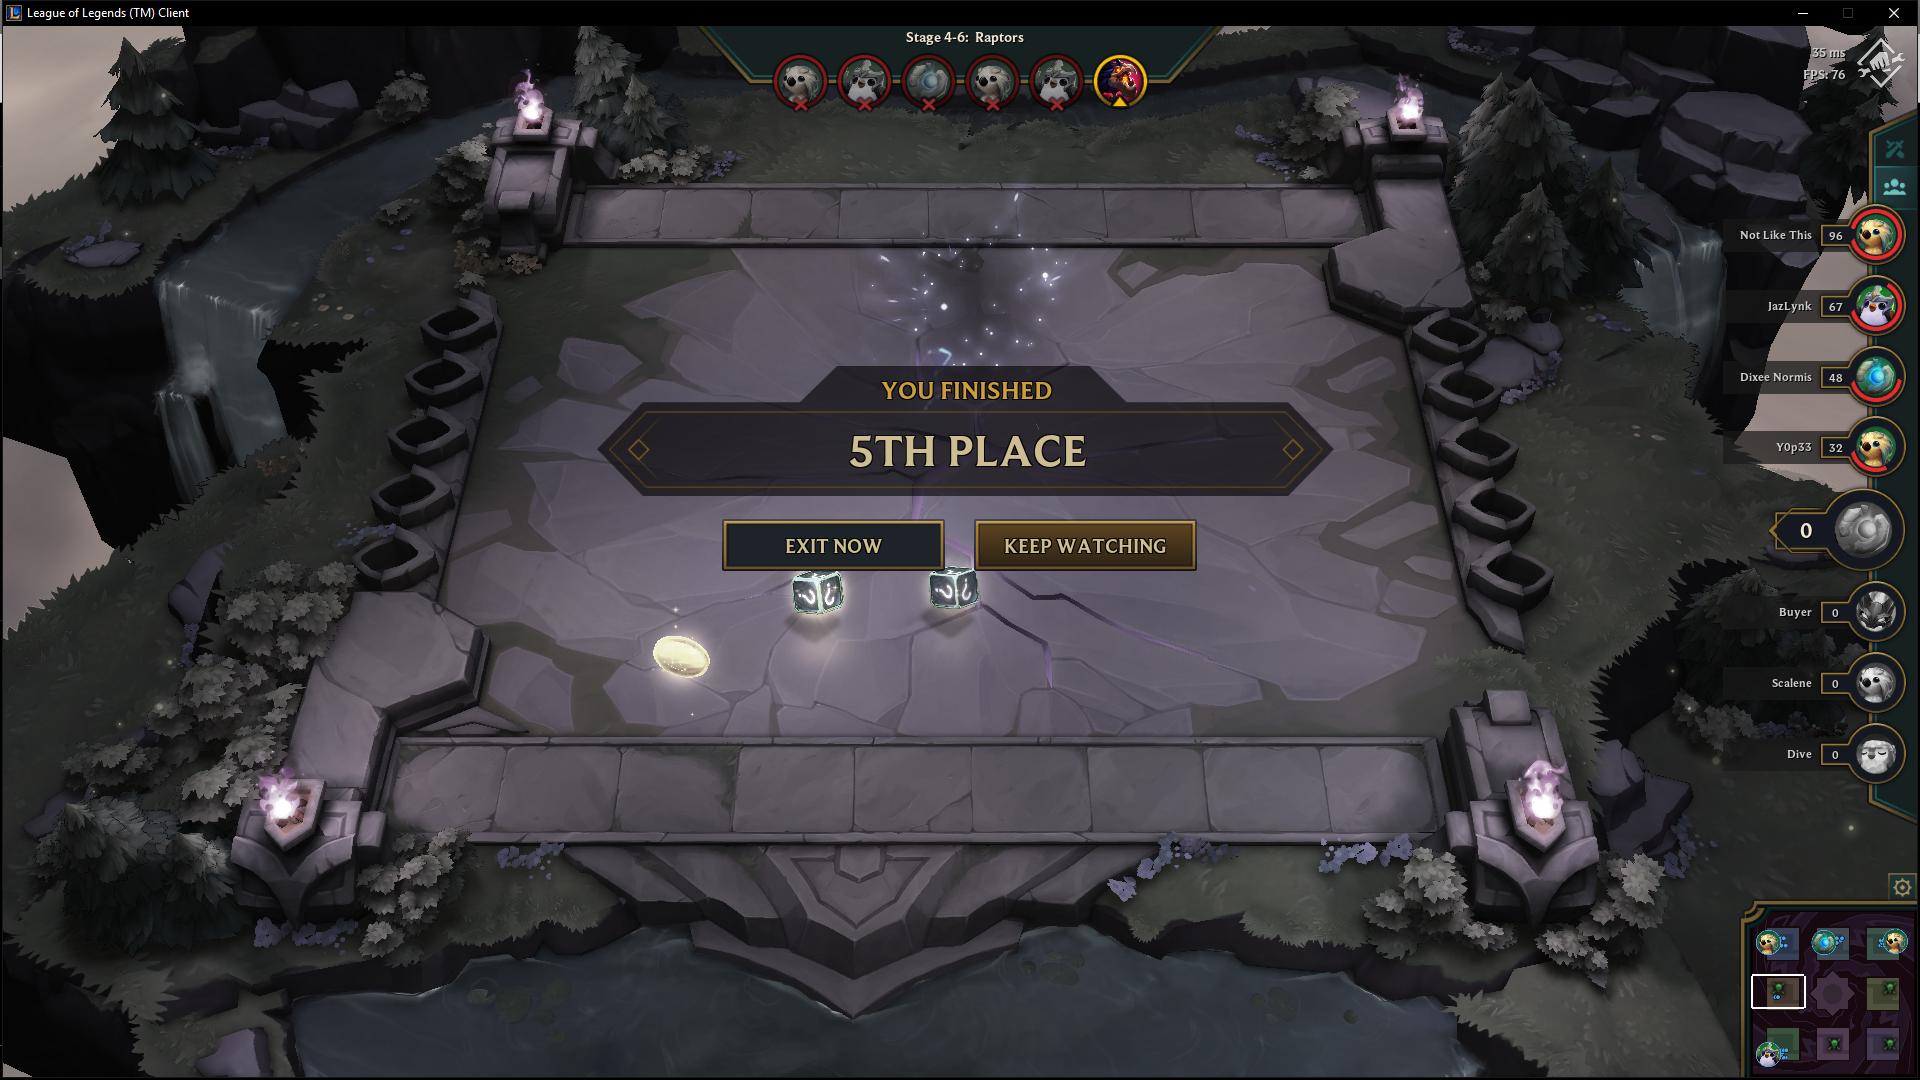 League of Legends (TM) Client
Stage 4-6: Raptors
35 ms
FPS: 76
Not Like This 96
JazLynk 67
Dixee Normis 48
Y0p33 32
0
Buyer 0
Scalene 0
Dive 0
YOU FINISHED
5TH PLACE
EXIT NOW
KEEP WATCHING